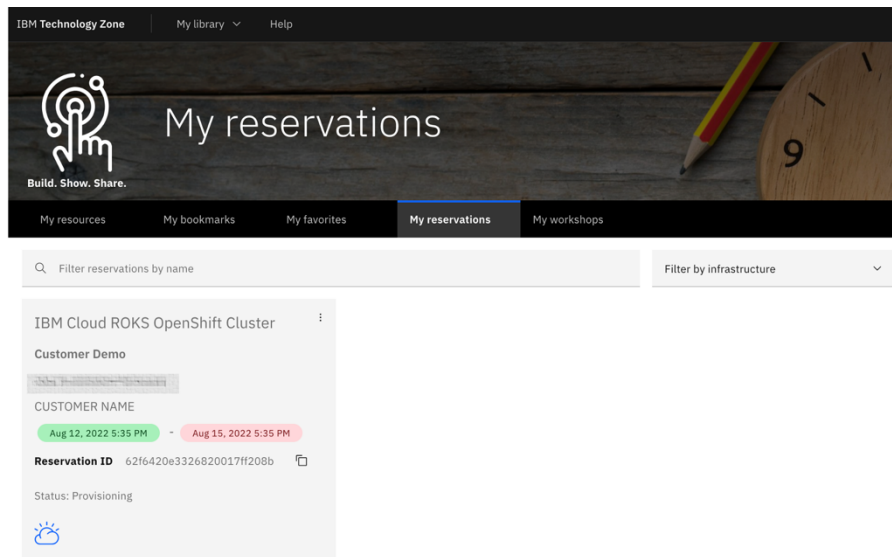 IBM Technology Zone My library Help
My reservations
9
Build. Show. Share.
My resources My bookmarks My favorites My reservations My workshops
Filter reservations by name Filter by infrastructure
IBM Cloud ROKS OpenShift Cluster
Customer Demo
CUSTOMER NAME
Aug 12, 2022 5:35 PM - Aug 15, 2022 5:35 PM
Reservation ID 62f6420e3326820017ff208b
Status: Provisioning